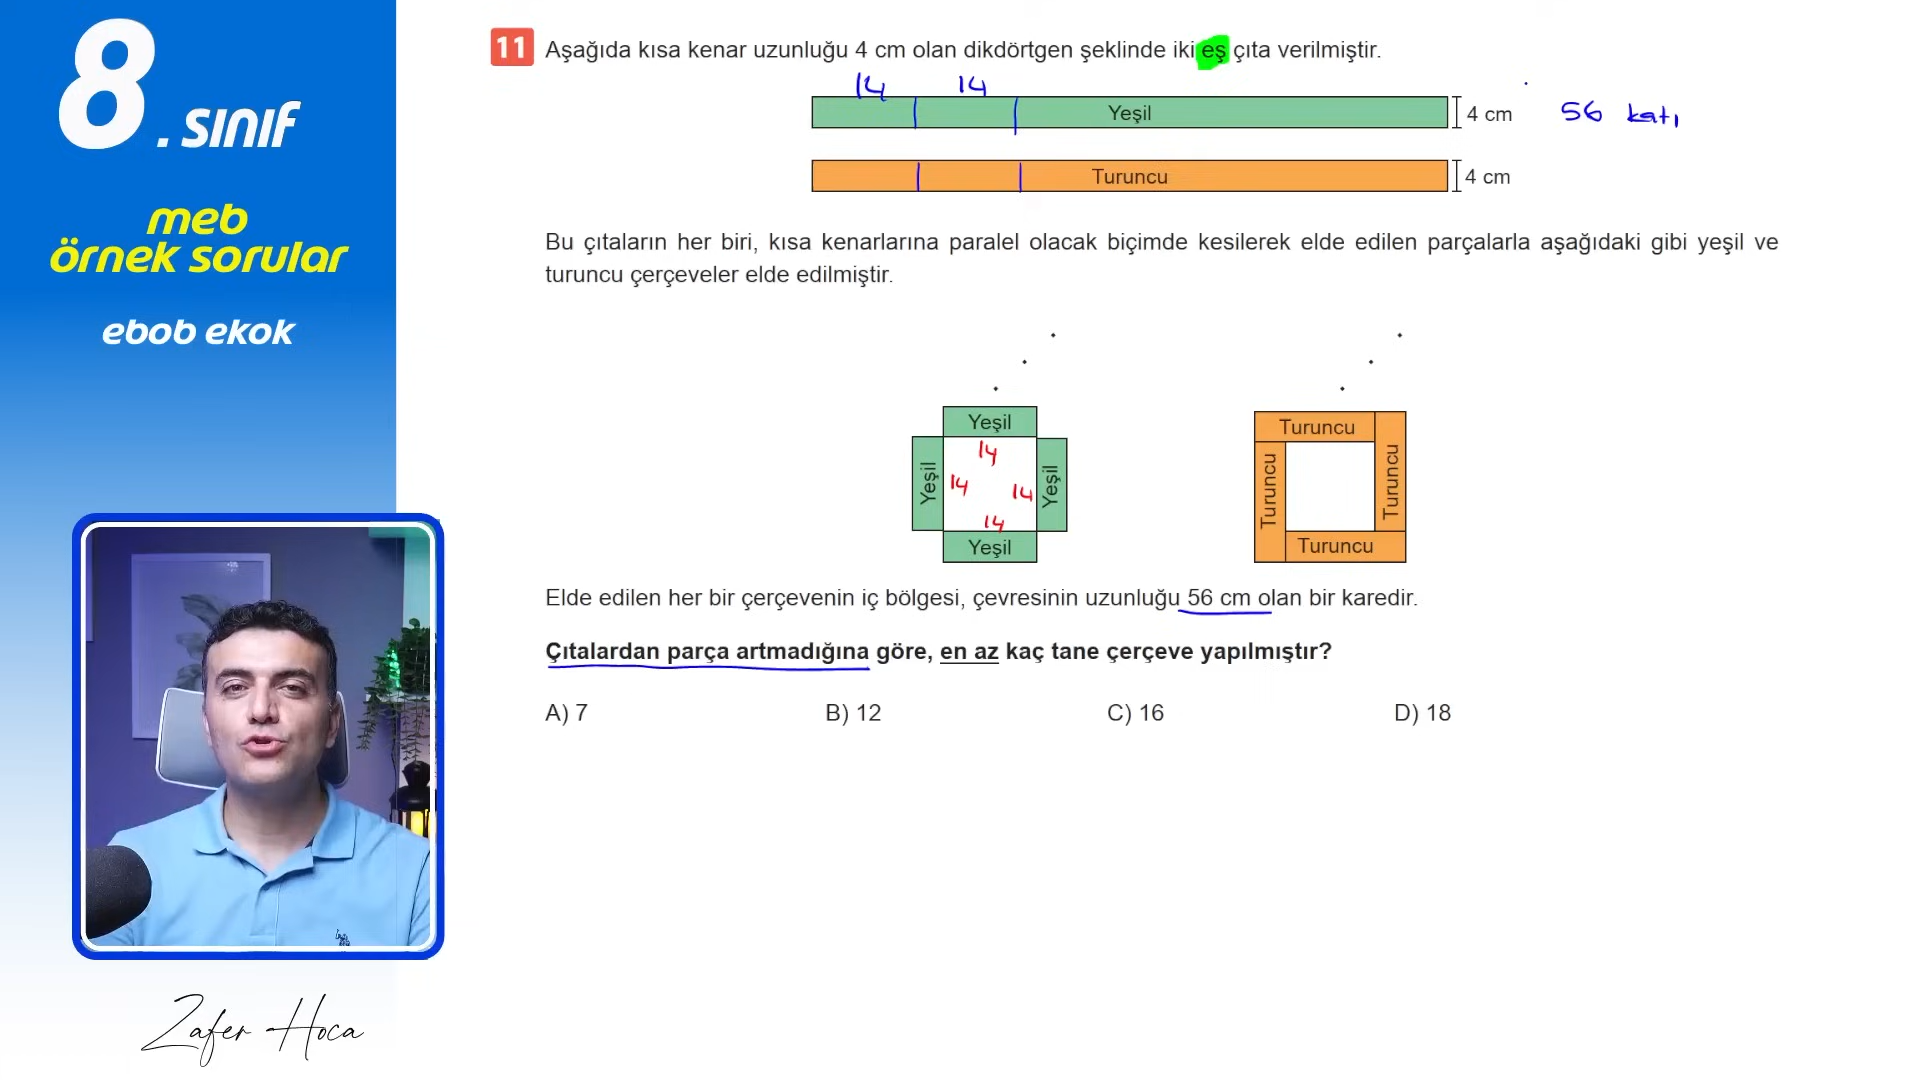 8. SINIF
meb
örnek sorular
ebob ekok
11 Aşağıda kısa kenar uzunluğu 4 cm olan dikdörtgen şeklinde iki eş çıta verilmiştir.
14 14
Yeşil
4 cm
56 katı
Turuncu
4 cm
Bu çıtaların her biri, kısa kenarlarına paralel olacak biçimde kesilerek elde edilen parçalarla aşağıdaki gibi yeşil ve
turuncu çerçeveler elde edilmiştir.
Yeşil
Yeşil
14
14
14
14
Yeşil
Yeşil
Turuncu
Turuncu
Turuncu
Turuncu
Elde edilen her bir çerçevenin iç bölgesi, çevresinin uzunluğu 56 cm olan bir karedir.
Çıtalardan parça artmadığına göre, en az kaç tane çerçeve yapılmıştır?
A) 7 B) 12 C) 16 D) 18
Zafer Hoca